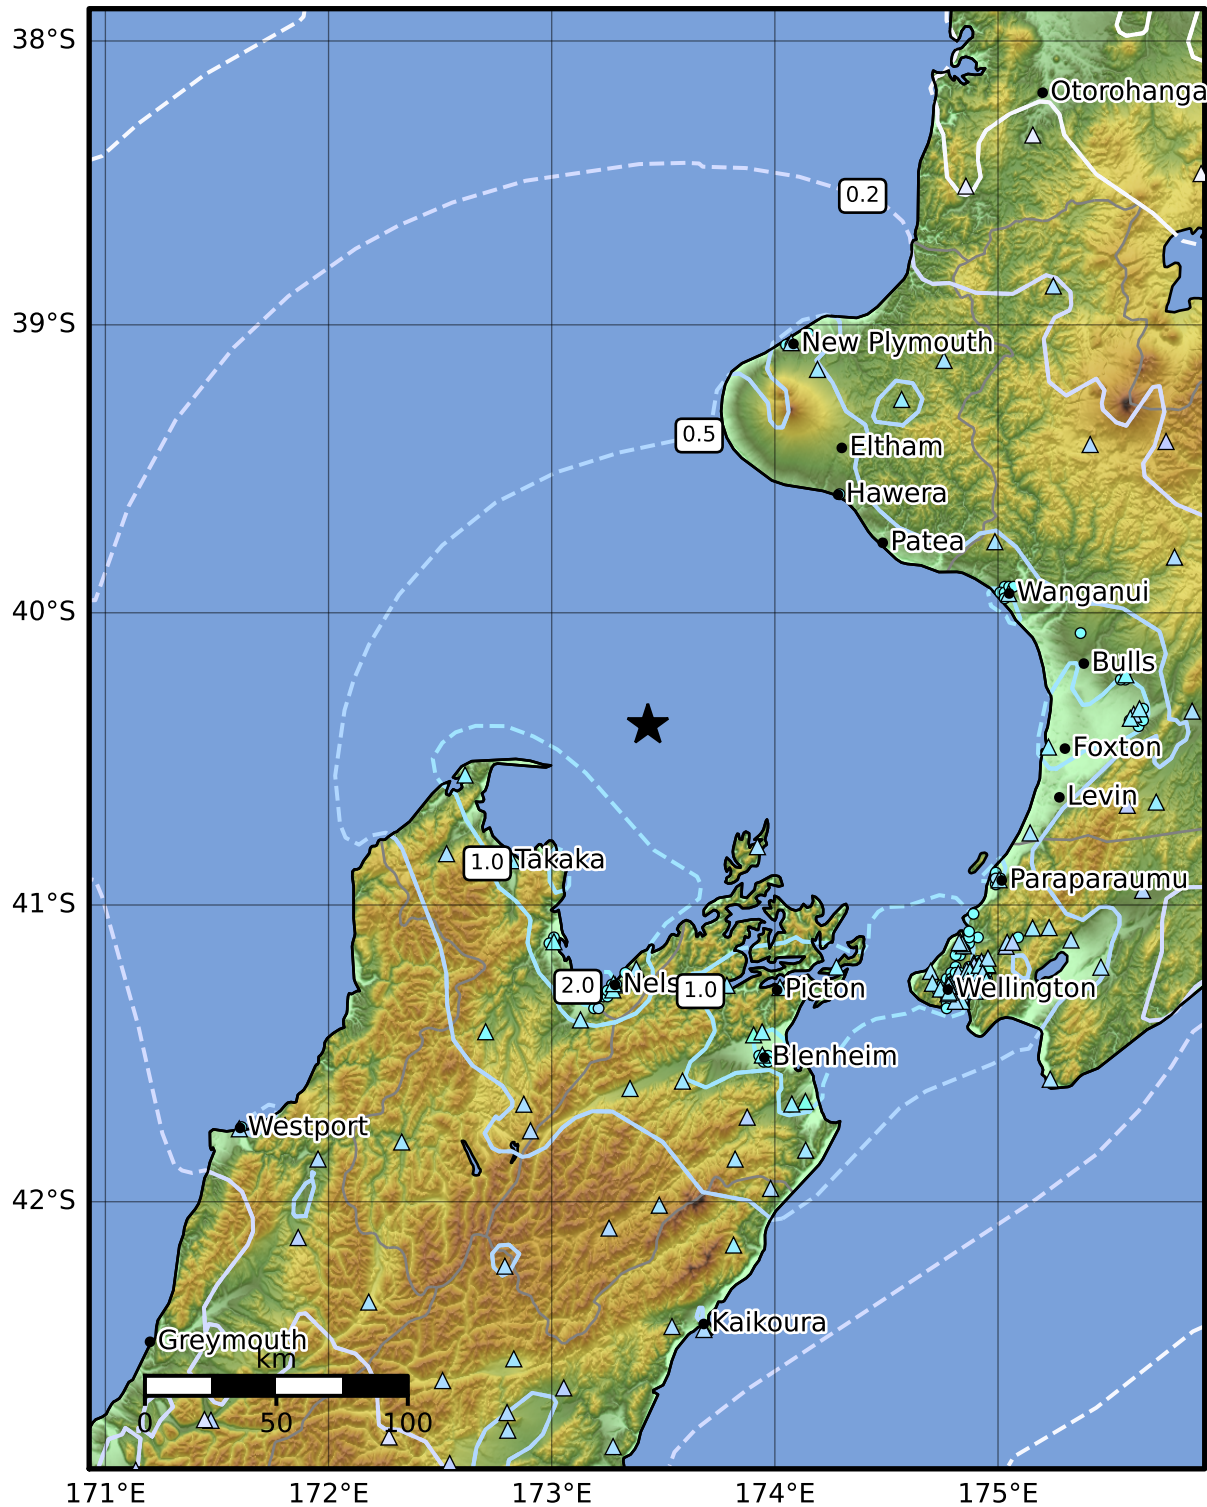 38°S
Otorohanga
0.2
39°S
New Plymouth
0.5
Eltham
Hawera
Patea
40°S
Wanganui
Bulls
Foxton
Levin
1.0
Takaka
Paraparaumu
41°S
2.0
Nels
1.0
Picton
Wellington
Blenheim
Westport
42°S
Kaikoura
Greymouth
km
0 50 100
171°E 172°E 173°E 174°E 175°E